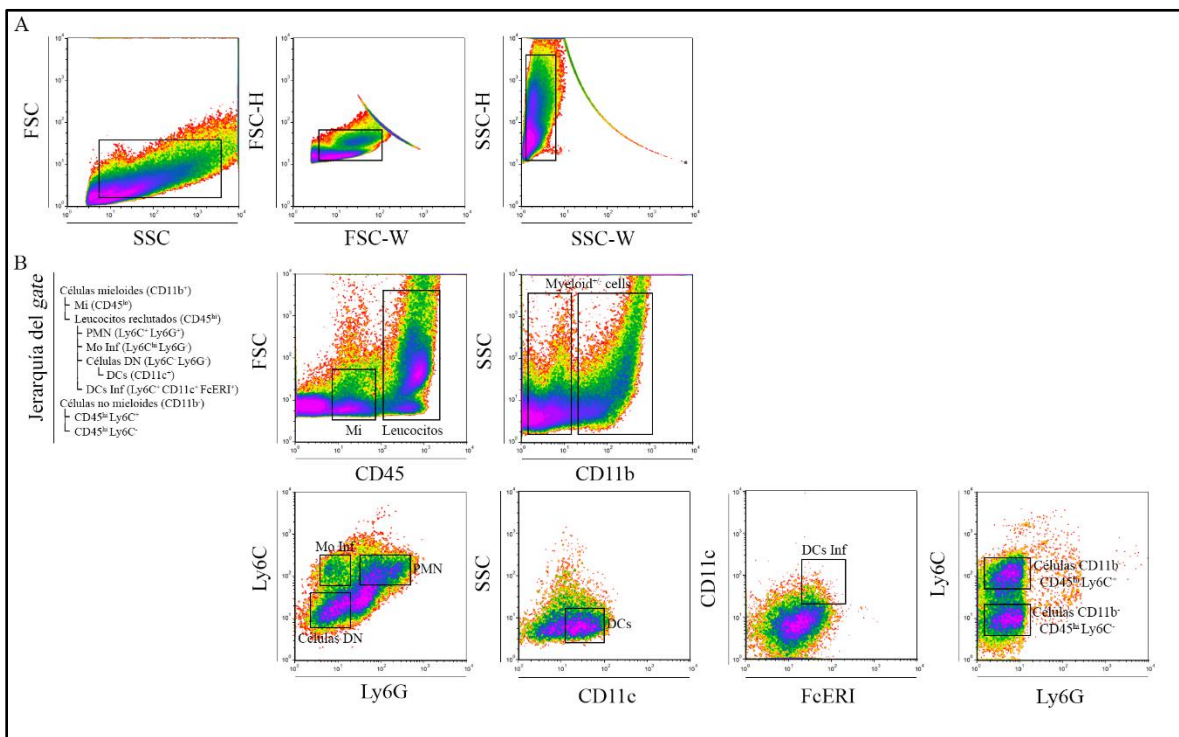 A
FSC
SSC
FSC-H
FSC-W
SSC-H
SSC-W
B
Jerarquía del gate
Células mieloides (CD11b⁺)
Mi (CD45ˡᵒ)
Leucocitos reclutados (CD45ʰⁱ)
PMN (Ly6C⁺ Ly6G⁺)
Mo Inf (Ly6Cʰⁱ Ly6G⁻)
Células DN (Ly6C⁻ Ly6G⁻)
DCs (CD11c⁺)
DCs Inf (Ly6C⁺ CD11c⁺ FcERI⁺)
Células no mieloides (CD11b⁻)
CD45ʰⁱ Ly6C⁺
CD45ʰⁱ Ly6C⁻
FSC
Mi
Leucocitos
CD45
SSC
Myeloid⁺/⁻ cells
CD11b
Ly6C
Mo Inf
PMN
Células DN
Ly6G
SSC
DCs
CD11c
CD11c
DCs Inf
FcERI
Ly6C
Células CD11b⁻
CD45ʰⁱ Ly6C⁺
Células CD11b⁻
CD45ʰⁱ Ly6C⁻
Ly6G